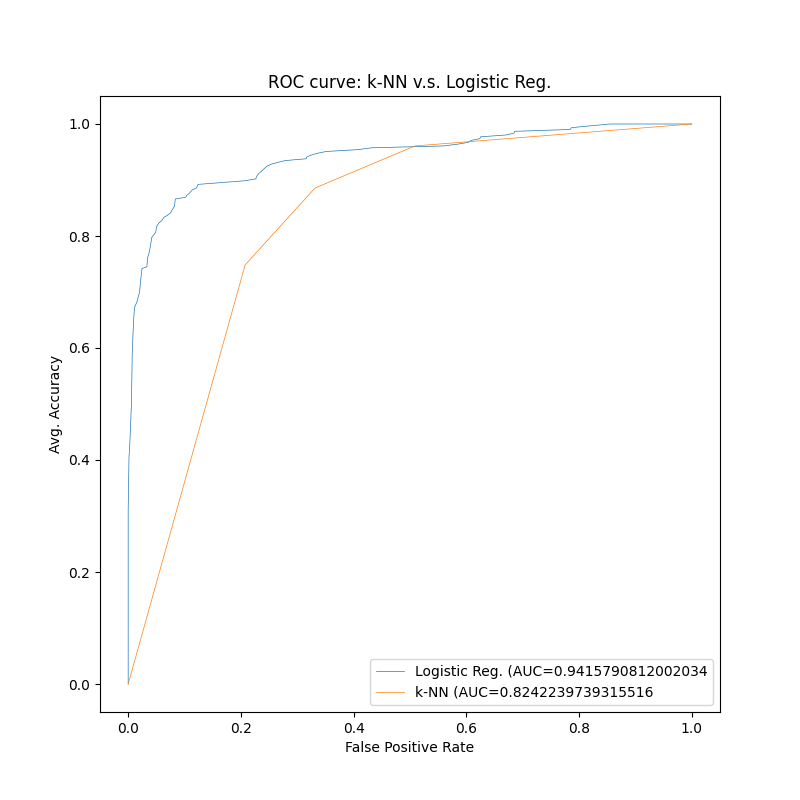 ROC curve: k-NN v.s. Logistic Reg.
1.0
0.8
0.6
0.4
0.2
0.0
Avg. Accuracy
Logistic Reg. (AUC=0.9415790812002034
k-NN (AUC=0.8242239739315516
0.0 0.2 0.4 0.6 0.8 1.0
False Positive Rate